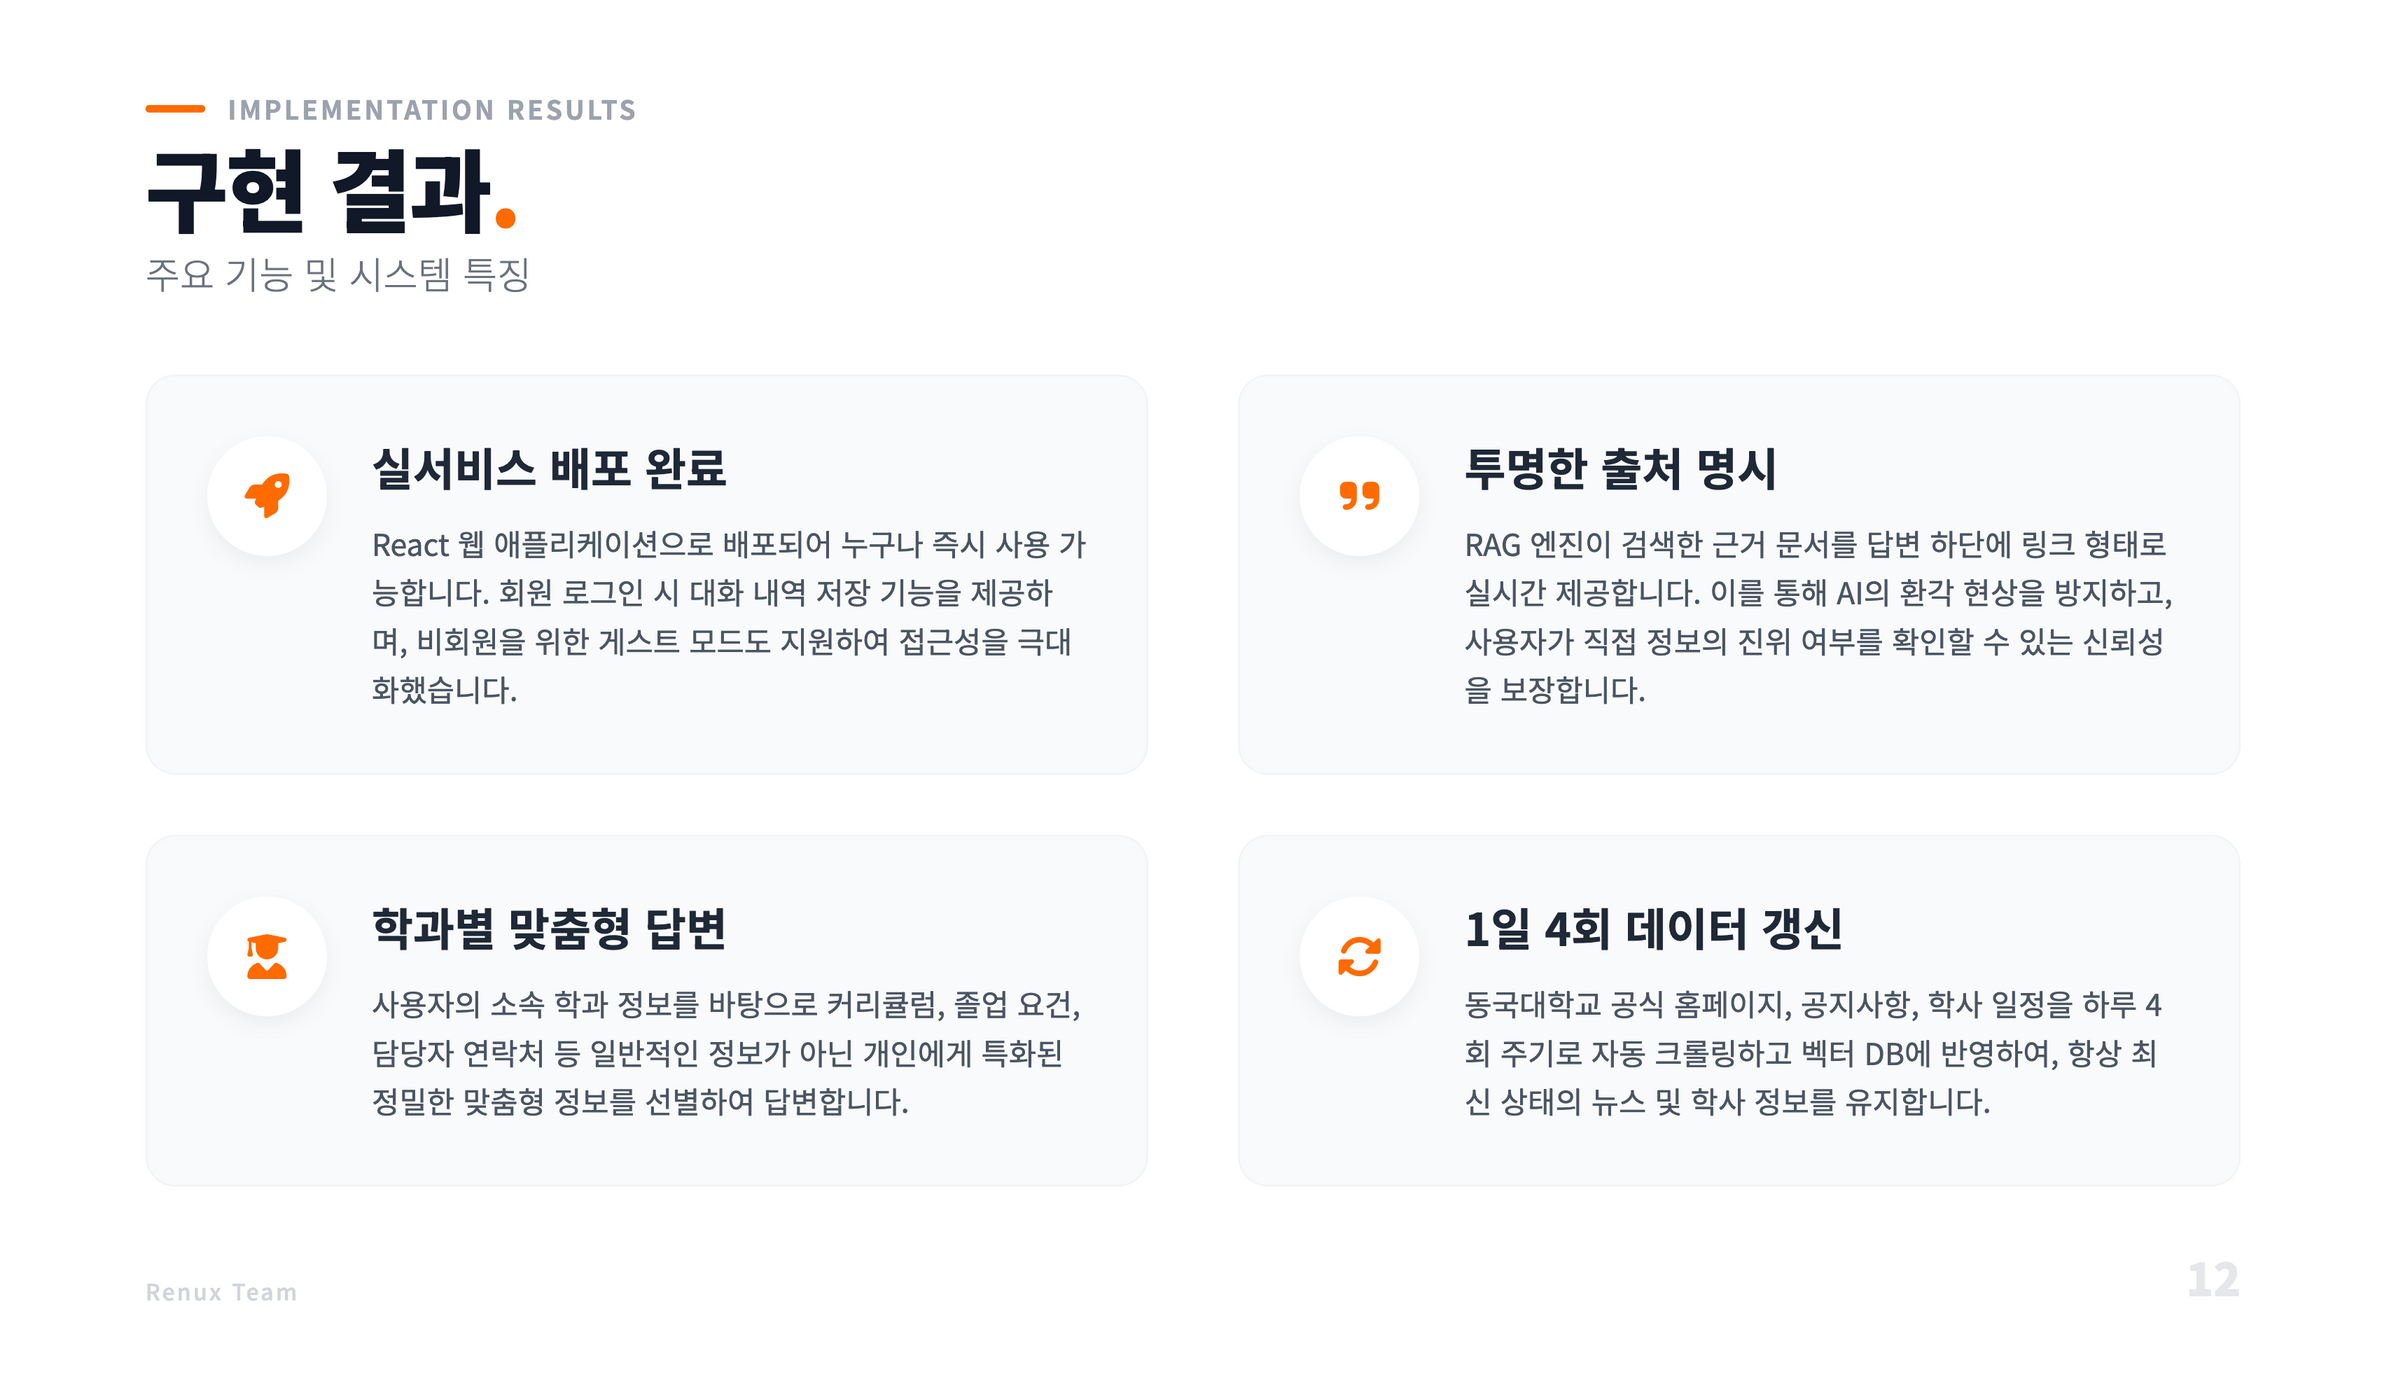 IMPLEMENTATION RESULTS
구현 결과.
주요 기능 및 시스템 특징
실서비스 배포 완료
React 웹 애플리케이션으로 배포되어 누구나 즉시 사용 가
능합니다. 회원 로그인 시 대화 내역 저장 기능을 제공하
며, 비회원을 위한 게스트 모드도 지원하여 접근성을 극대
화했습니다.
투명한 출처 명시
RAG 엔진이 검색한 근거 문서를 답변 하단에 링크 형태로
실시간 제공합니다. 이를 통해 AI의 환각 현상을 방지하고,
사용자가 직접 정보의 진위 여부를 확인할 수 있는 신뢰성
을 보장합니다.
학과별 맞춤형 답변
사용자의 소속 학과 정보를 바탕으로 커리큘럼, 졸업 요건,
담당자 연락처 등 일반적인 정보가 아닌 개인에게 특화된
정밀한 맞춤형 정보를 선별하여 답변합니다.
1일 4회 데이터 갱신
동국대학교 공식 홈페이지, 공지사항, 학사 일정을 하루 4
회 주기로 자동 크롤링하고 벡터 DB에 반영하여, 항상 최
신 상태의 뉴스 및 학사 정보를 유지합니다.
Renux Team
12